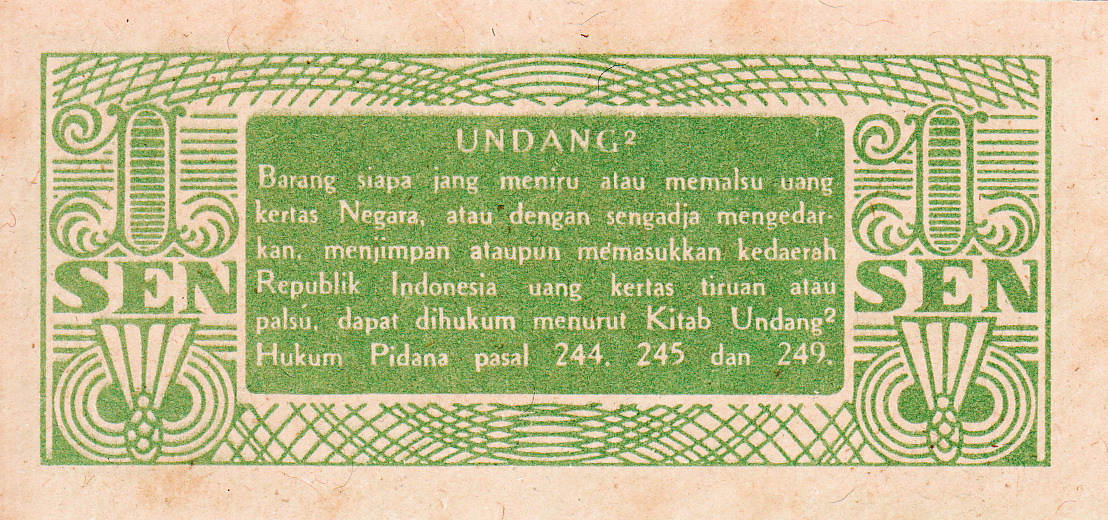 UNDANG²
Barang siapa jang meniru atau memalsu uang
kertas Negara, atau dengan sengadja mengedar-
kan, menjimpan ataupun memasukkan kedaerah
Republik Indonesia uang kertas tiruan atau
palsu, dapat dihukum menurut Kitab Undang²
Hukum Pidana pasal 244. 245 dan 249.
1
SEN
1
SEN